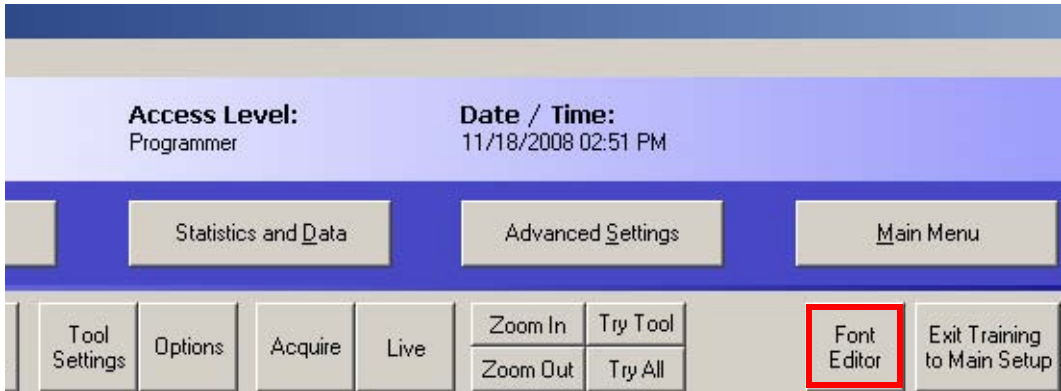 Access Level:
Programmer
Date / Time:
11/18/2008 02:51 PM
Statistics and Data
Advanced Settings
Main Menu
Tool
Settings
Options
Acquire
Live
Zoom In
Zoom Out
Try Tool
Try All
Font
Editor
Exit Training
to Main Setup